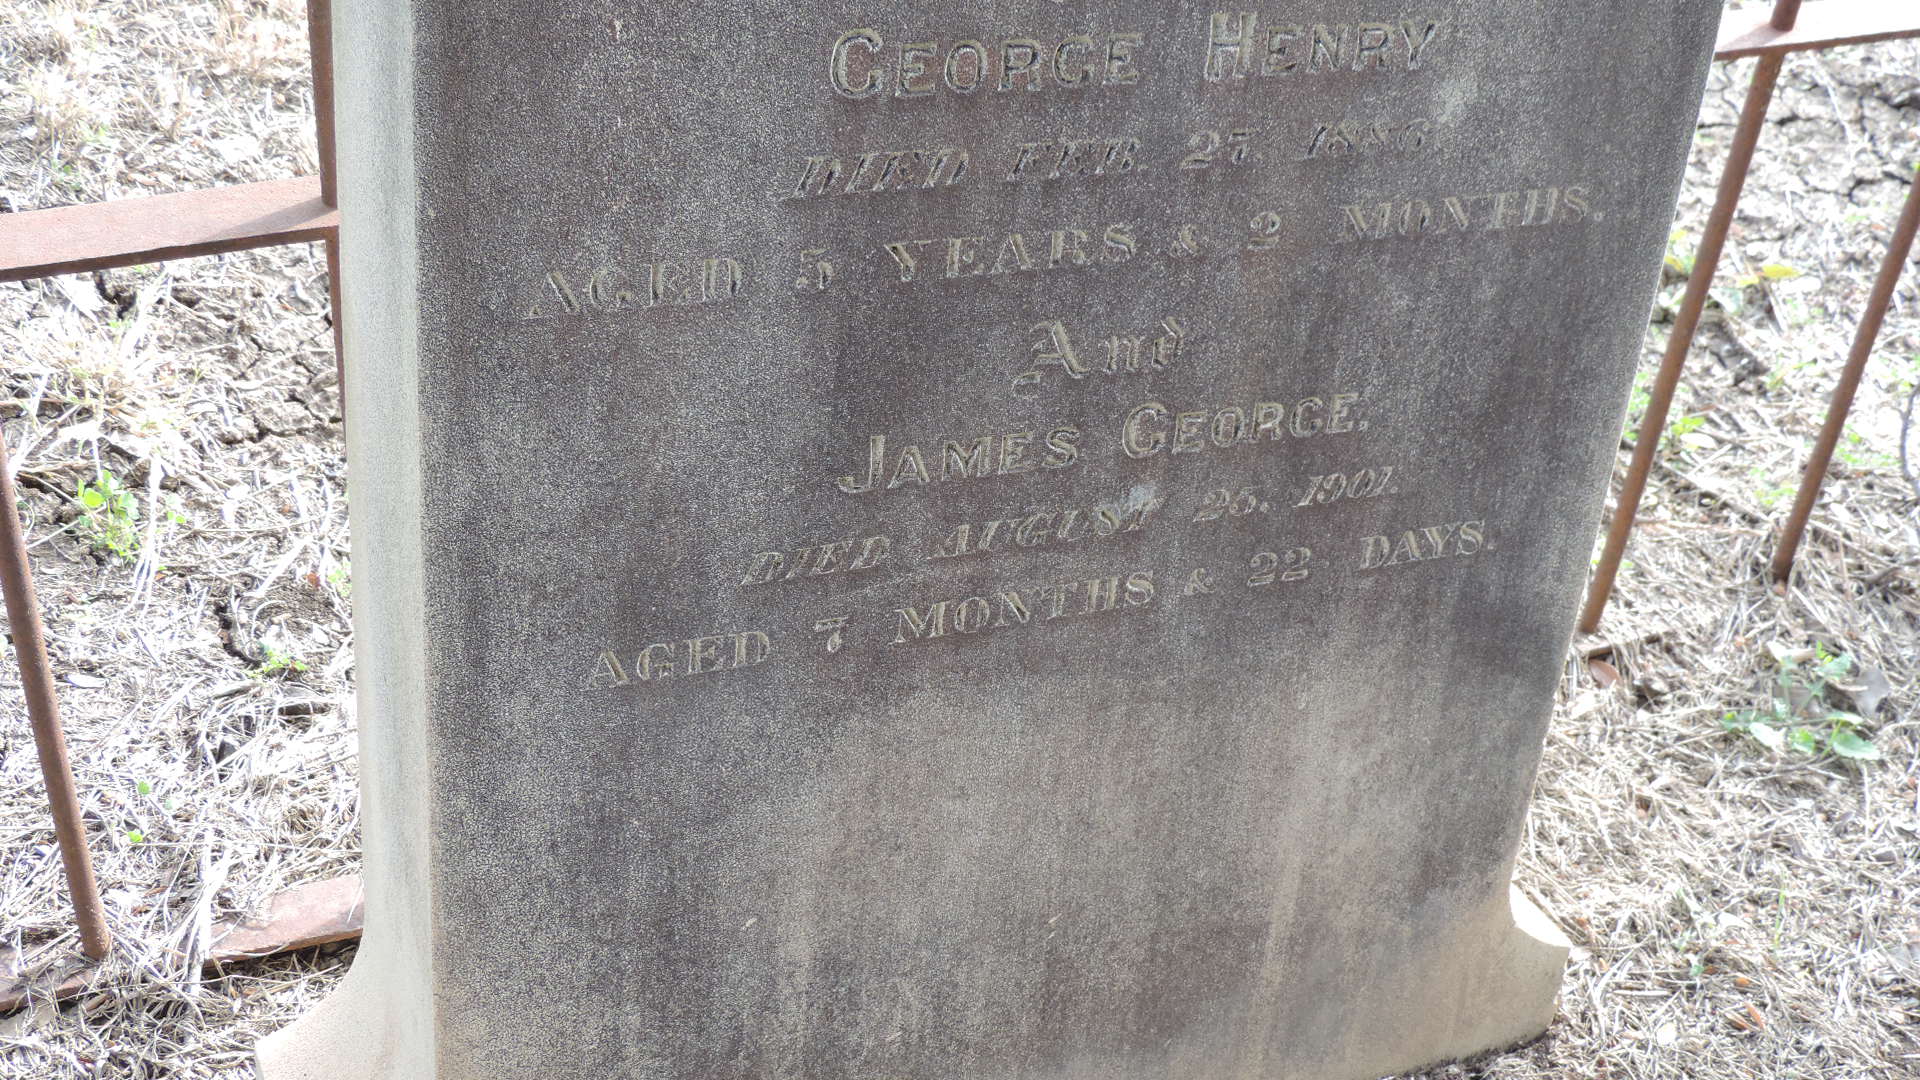 GEORGE HENRY
DIED FEB. 27. 1886
AGED 5 YEARS & 2 MONTHS.
And
JAMES GEORGE.
DIED AUGUST 25. 1901.
AGED 7 MONTHS & 22 DAYS.